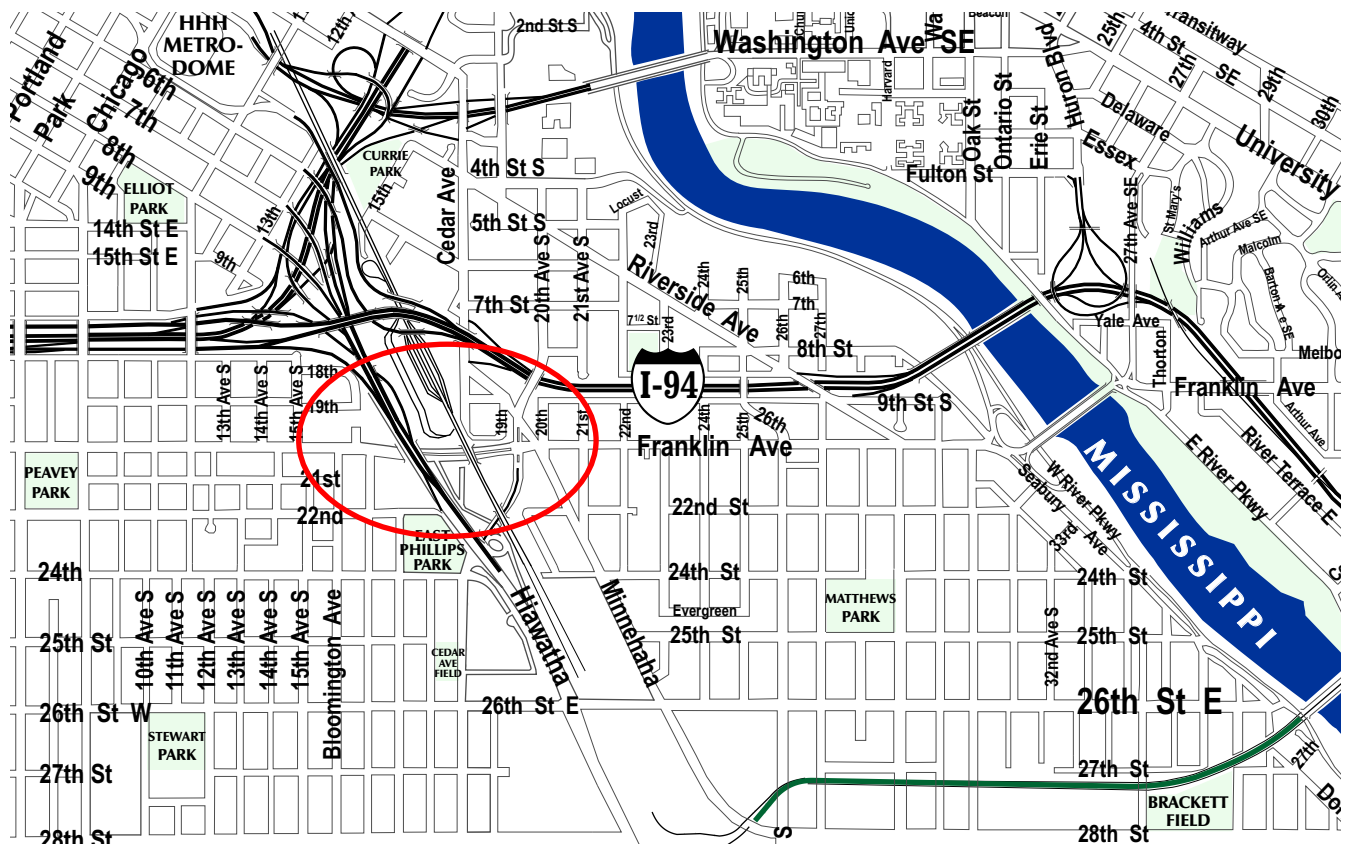 HHH
METRO-
DOME
12th
2nd St S
Washington Ave SE
Beacon
Harvard
Huron Blvd
25th
Transitway
4th St
SE
27th
29th
30th
Portland
Park
Chicago
6th
7th
8th
9th
Oak St
Ontario St
Erie St
Delaware
Essex
University
CURRIE
PARK
15th
4th St S
Fulton St
Cedar Ave
ELLIOT
PARK
14th St E
15th St E
13th
9th
5th St S
Locust
23rd
20th Ave S
21st Ave S
Riverside Ave
24th
25th
6th
7th
26th
27th
7th St
7 1/2 St
23rd
8th St
27th Ave SE
St Mary's
Williams
Arthur Ave SE
Malcolm
Yale Ave
Thorton
Franklin Ave
Arthur Ave
13th Ave S
14th Ave S
15th Ave S
18th
19th
I-94
9th St S
19th
20th
21st
22nd
24th
25th
26th
Franklin Ave
PEAVEY
PARK
21st
22nd
EAST
PHILLIPS
PARK
22nd St
Seabury Ave
W River Pkwy
33rd
E River Pkwy
River Terrace E
MISSISSIPPI
24th
24th St
24th St
Hiawatha
Minnehaha
Evergreen
25th St
25th St
25th St
MATTHEWS
PARK
10th Ave S
11th Ave S
12th Ave S
13th Ave S
14th Ave S
15th Ave S
Bloomington Ave
CEDAR
AVE
FIELD
32nd Ave S
26th St W
26th St E
26th St E
STEWART
PARK
27th St
27th St
27th
BRACKETT
FIELD
28th St
28th St
S